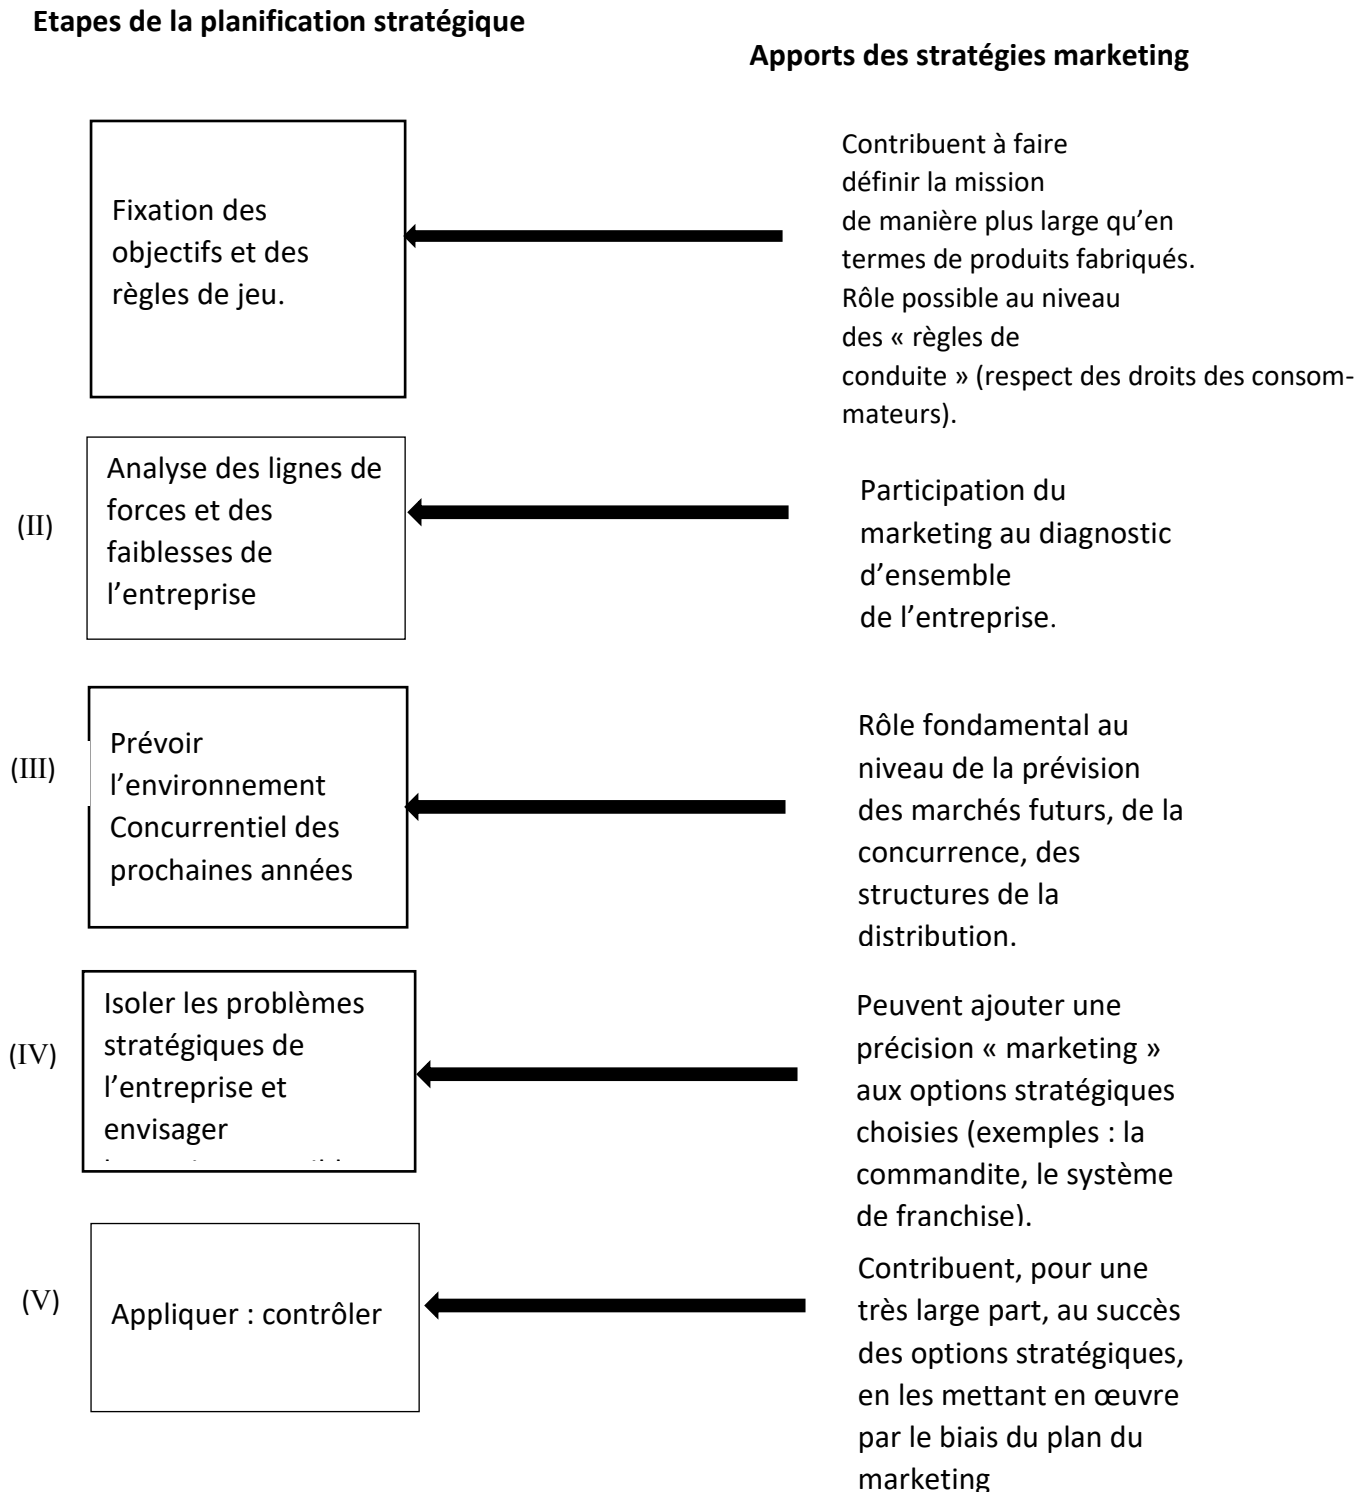 Etapes de la planification stratégique
Apports des stratégies marketing
Fixation des
objectifs et des
règles de jeu.
Contribuent à faire
définir la mission
de manière plus large qu’en
termes de produits fabriqués.
Rôle possible au niveau
des « règles de
conduite » (respect des droits des consom-
mateurs).
(II)
Analyse des lignes de
forces et des
faiblesses de
l’entreprise
Participation du
marketing au diagnostic
d’ensemble
de l’entreprise.
(III)
Prévoir
l’environnement
Concurrentiel des
prochaines années
Rôle fondamental au
niveau de la prévision
des marchés futurs, de la
concurrence, des
structures de la
distribution.
(IV)
Isoler les problèmes
stratégiques de
l’entreprise et
envisager
Peuvent ajouter une
précision « marketing »
aux options stratégiques
choisies (exemples : la
commandite, le système
de franchise).
(V)
Appliquer : contrôler
Contribuent, pour une
très large part, au succès
des options stratégiques,
en les mettant en œuvre
par le biais du plan du
marketing